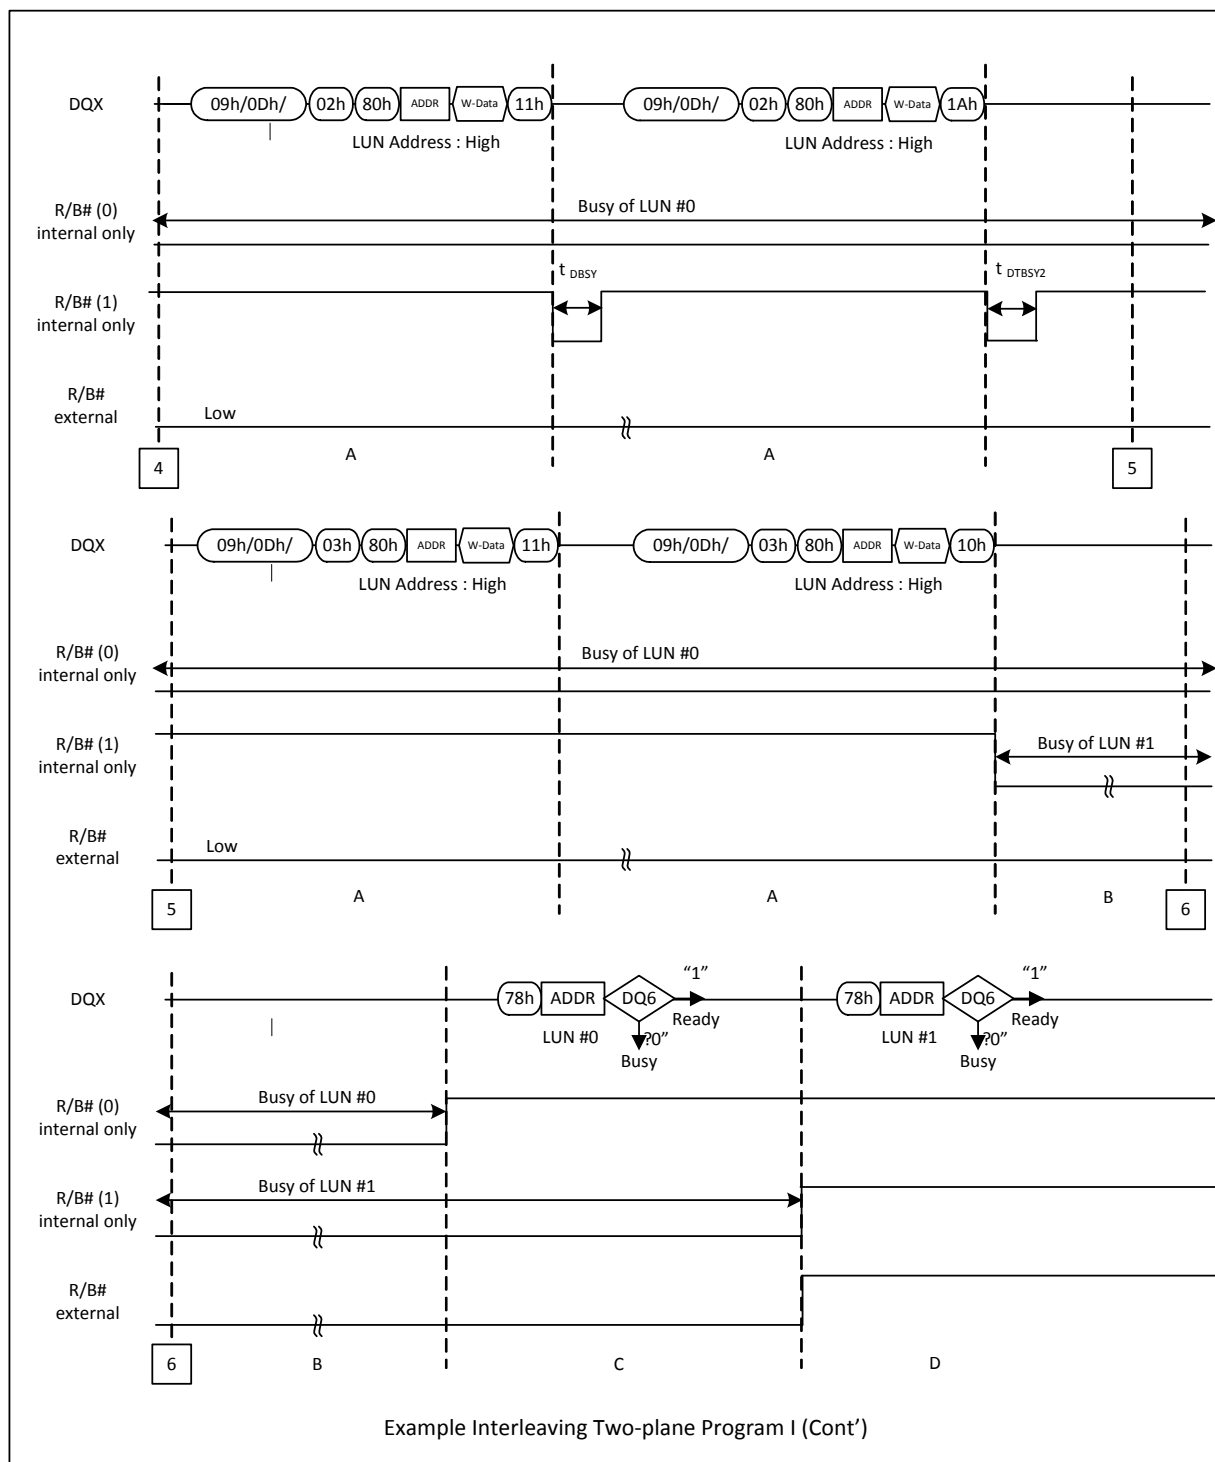 DQX 09h/0Dh/ 02h 80h ADDR W-Data 11h 09h/0Dh/ 02h 80h ADDR W-Data 1Ah
LUN Address : High LUN Address : High
R/B# (0)
internal only
Busy of LUN #0
R/B# (1)
internal only
t DBSY t DTBSY2
R/B#
external
Low
4 A A 5
DQX 09h/0Dh/ 03h 80h ADDR W-Data 11h 09h/0Dh/ 03h 80h ADDR W-Data 10h
LUN Address : High LUN Address : High
R/B# (0)
internal only
Busy of LUN #0
R/B# (1)
internal only
Busy of LUN #1
R/B#
external
Low
5 A A B 6
DQX 78h ADDR DQ6 "1" 78h ADDR DQ6 "1"
Ready Ready
LUN #0 ?0" LUN #1 ?0"
Busy Busy
R/B# (0)
internal only
Busy of LUN #0
R/B# (1)
internal only
Busy of LUN #1
R/B#
external
6 B C D
Example Interleaving Two-plane Program I (Cont')